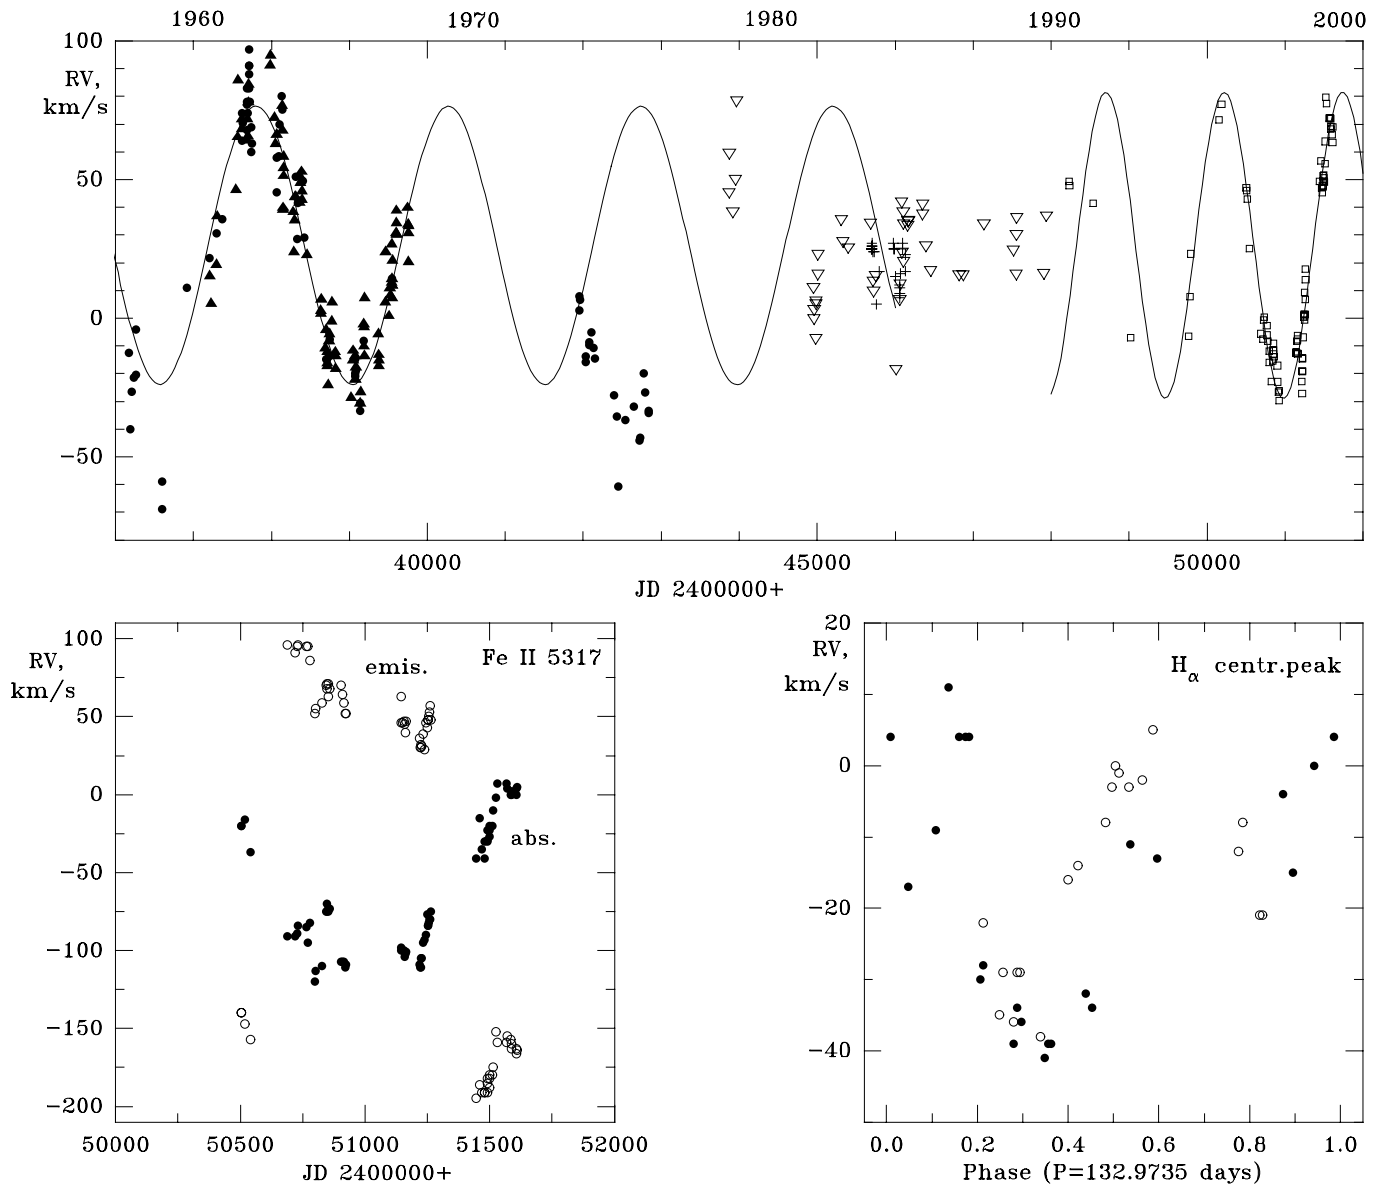 1960 1970 1980 1990 2000
100
RV,
km/s
50
0
−50
40000 45000 50000
JD 2400000+
100
RV,
km/s
50
0
−50
−100
−150
−200
emis.
Fe II 5317
abs.
50000 50500 51000 51500 52000
JD 2400000+
20
RV,
km/s
0
−20
−40
Hα centr.peak
0.0 0.2 0.4 0.6 0.8 1.0
Phase (P=132.9735 days)